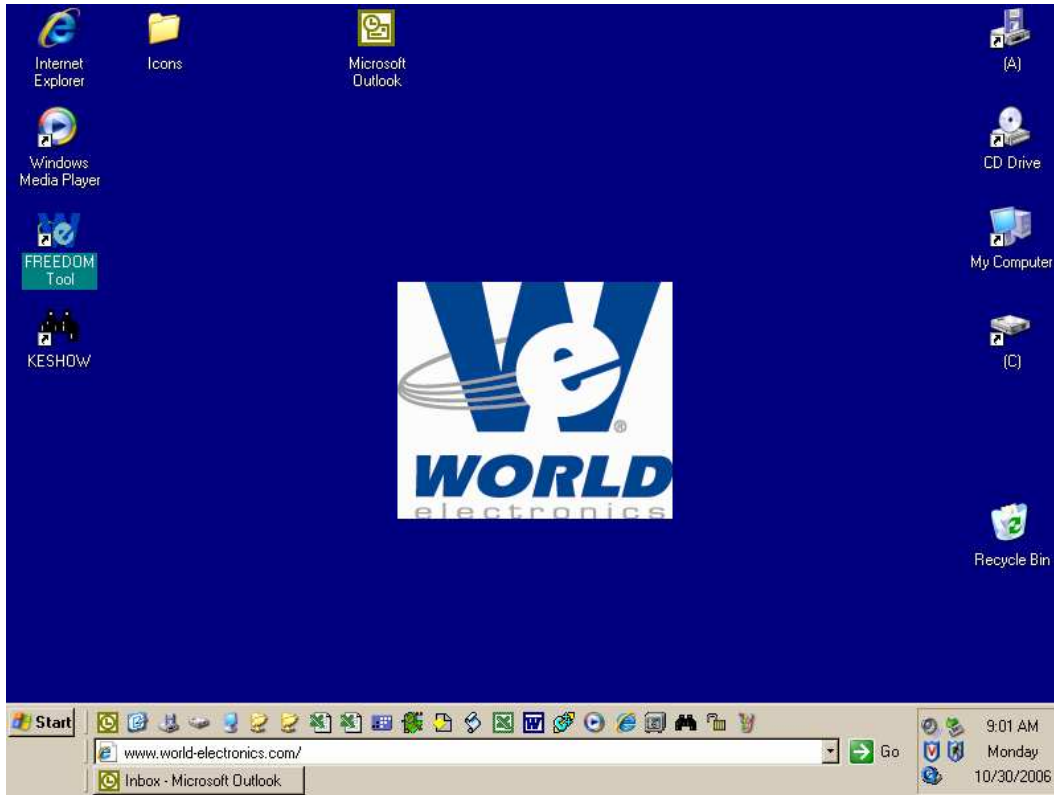 Internet
Explorer
Icons
Microsoft
Outlook
(A)
Windows
Media Player
CD Drive
FREEDOM
Tool
My Computer
KESHOW
(C)
We
®
WORLD
electronics
Recycle Bin
Start
9:01 AM
www.world-electronics.com/
Go
Monday
Inbox - Microsoft Outlook
10/30/2006